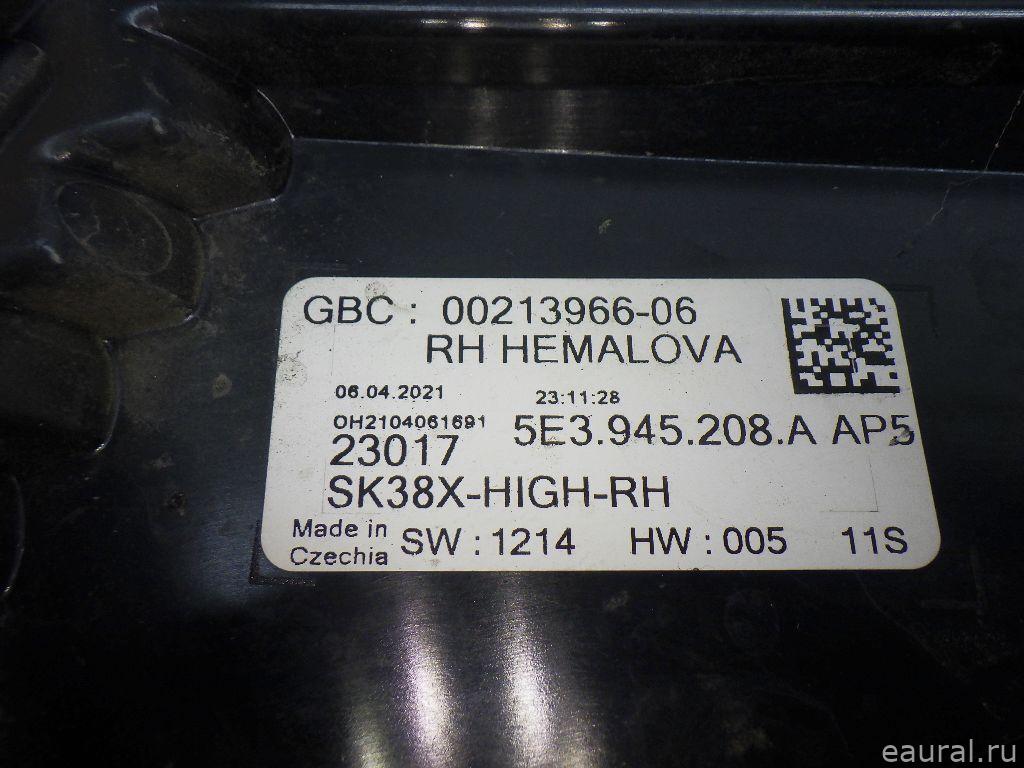 GBC : 00213966-06
RH HEMALOVA
06.04.2021 23:11:28
OH2104061691
5E3.945.208.A AP5
23017
SK38X-HIGH-RH
Made in Czechia
SW : 1214 HW : 005 11S
eaural.ru